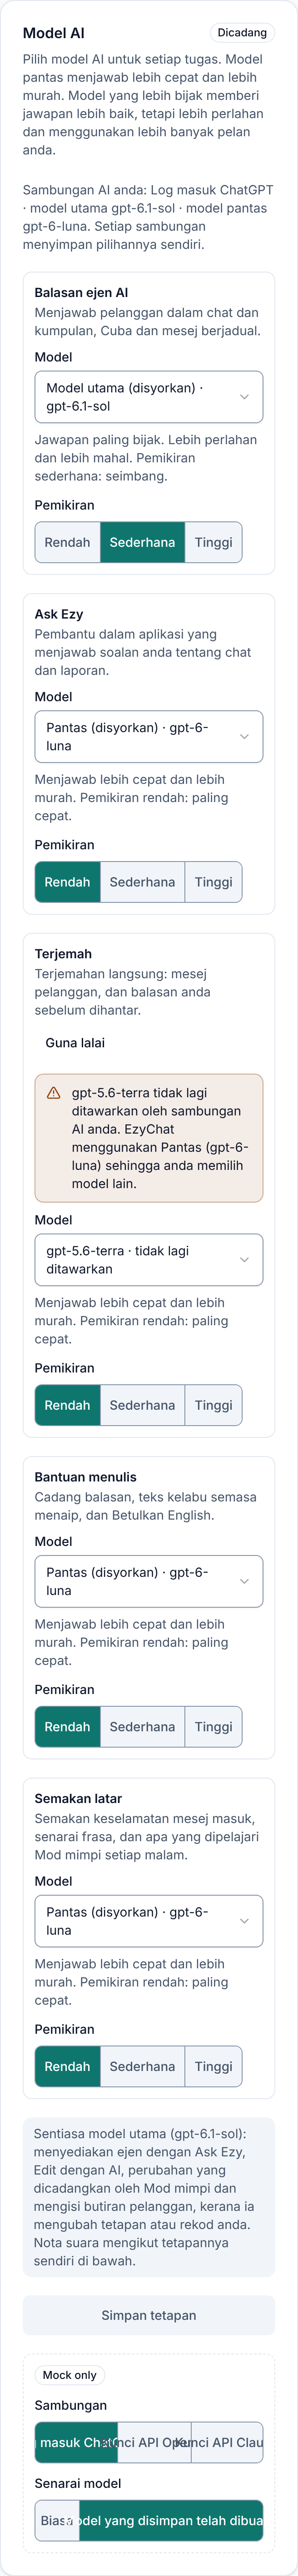 Model AI
Dicadang
Pilih model AI untuk setiap tugas. Model
pantas menjawab lebih cepat dan lebih
murah. Model yang lebih bijak memberi
jawapan lebih baik, tetapi lebih perlahan
dan menggunakan lebih banyak pelan
anda.
Sambungan AI anda: Log masuk ChatGPT
· model utama gpt-6.1-sol · model pantas
gpt-6-luna. Setiap sambungan
menyimpan pilihannya sendiri.
Balasan ejen AI
Menjawab pelanggan dalam chat dan
kumpulan, Cuba dan mesej berjadual.
Model
Model utama (disyorkan) ·
gpt-6.1-sol
Jawapan paling bijak. Lebih perlahan
dan lebih mahal. Pemikiran
sederhana: seimbang.
Pemikiran
Rendah Sederhana Tinggi
Ask Ezy
Pembantu dalam aplikasi yang
menjawab soalan anda tentang chat
dan laporan.
Model
Pantas (disyorkan) · gpt-6-
luna
Menjawab lebih cepat dan lebih
murah. Pemikiran rendah: paling
cepat.
Pemikiran
Rendah Sederhana Tinggi
Terjemah
Terjemahan langsung: mesej
pelanggan, dan balasan anda
sebelum dihantar.
Guna lalai
gpt-5.6-terra tidak lagi
ditawarkan oleh sambungan
AI anda. EzyChat
menggunakan Pantas (gpt-6-
luna) sehingga anda memilih
model lain.
Model
gpt-5.6-terra · tidak lagi
ditawarkan
Menjawab lebih cepat dan lebih
murah. Pemikiran rendah: paling
cepat.
Pemikiran
Rendah Sederhana Tinggi
Bantuan menulis
Cadang balasan, teks kelabu semasa
menaip, dan Betulkan English.
Model
Pantas (disyorkan) · gpt-6-
luna
Menjawab lebih cepat dan lebih
murah. Pemikiran rendah: paling
cepat.
Pemikiran
Rendah Sederhana Tinggi
Semakan latar
Semakan keselamatan mesej masuk,
senarai frasa, dan apa yang dipelajari
Mod mimpi setiap malam.
Model
Pantas (disyorkan) · gpt-6-
luna
Menjawab lebih cepat dan lebih
murah. Pemikiran rendah: paling
cepat.
Pemikiran
Rendah Sederhana Tinggi
Sentiasa model utama (gpt-6.1-sol):
menyediakan ejen dengan Ask Ezy,
Edit dengan AI, perubahan yang
dicadangkan oleh Mod mimpi dan
mengisi butiran pelanggan, kerana ia
mengubah tetapan atau rekod anda.
Nota suara mengikut tetapannya
sendiri di bawah.
Simpan tetapan
Mock only
Sambungan
masuk API API
Senarai model
yang disimpan telah